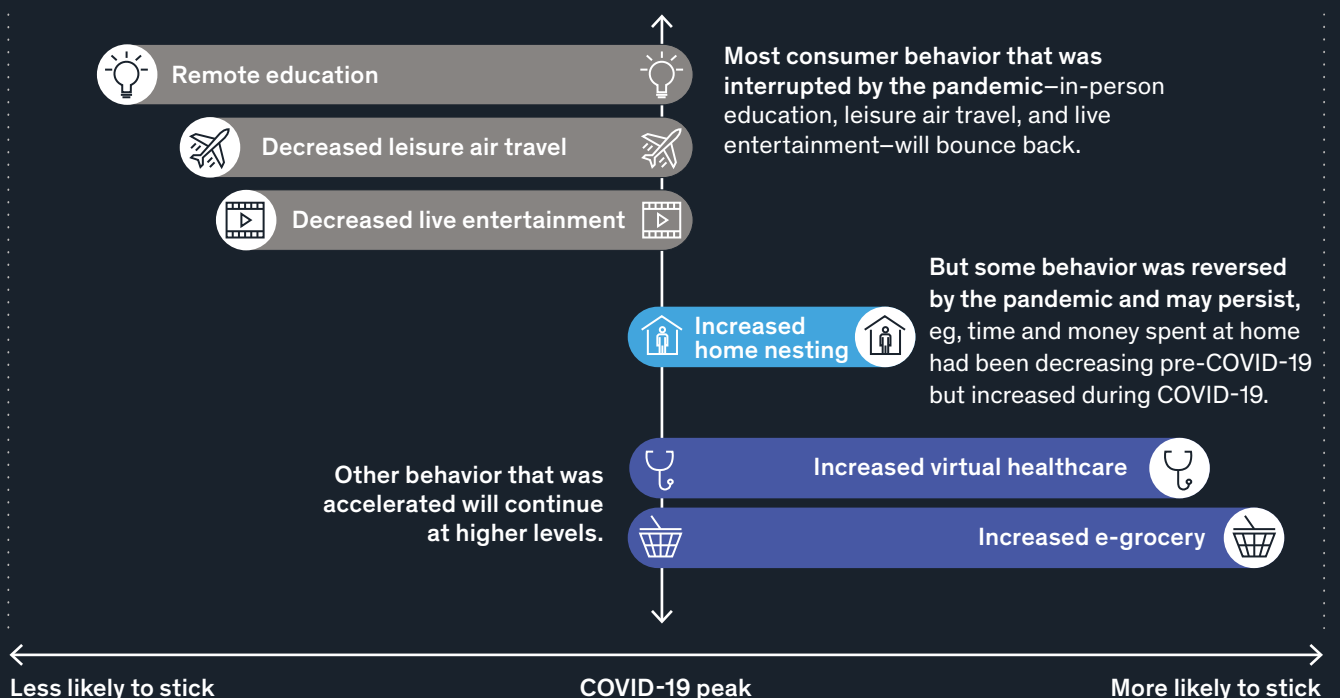 Remote education
Decreased leisure air travel
Decreased live entertainment
Most consumer behavior that was
interrupted by the pandemic–in-person
education, leisure air travel, and live
entertainment–will bounce back.
Increased
home nesting
But some behavior was reversed
by the pandemic and may persist,
eg, time and money spent at home
had been decreasing pre-COVID-19
but increased during COVID-19.
Other behavior that was
accelerated will continue
at higher levels.
Increased virtual healthcare
Increased e-grocery
Less likely to stick
COVID-19 peak
More likely to stick